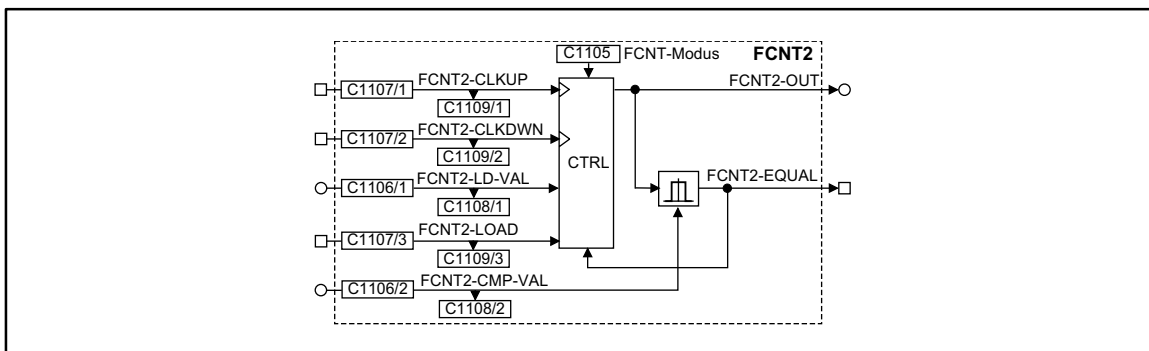 C1105 FCNT-Modus FCNT2
C1107/1 FCNT2-CLKUP FCNT2-OUT
C1109/1
C1107/2 FCNT2-CLKDWN
C1109/2
CTRL
C1106/1 FCNT2-LD-VAL FCNT2-EQUAL
C1108/1
C1107/3 FCNT2-LOAD
C1109/3
C1106/2 FCNT2-CMP-VAL
C1108/2